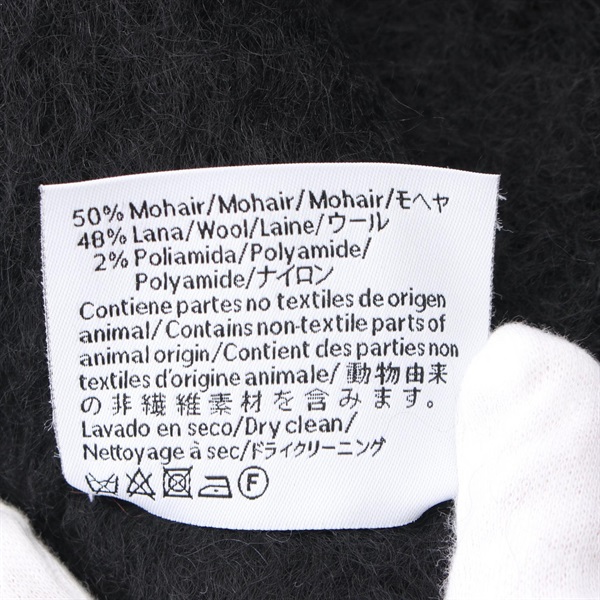 50% Mohair/Mohair/Mohair/モヘヤ
48% Lana/Wool/Laine/ウール
2% Poliamida/Polyamide/
Polyamide/ナイロン
Contiene partes no textiles de origen
animal/Contains non-textile parts of
animal origin/Contient des parties non
textiles d'origine animale/動物由来
の非繊維素材を含みます。
Lavado en seco/Dry clean/
Nettoyage à sec/ドライクリーニング
F